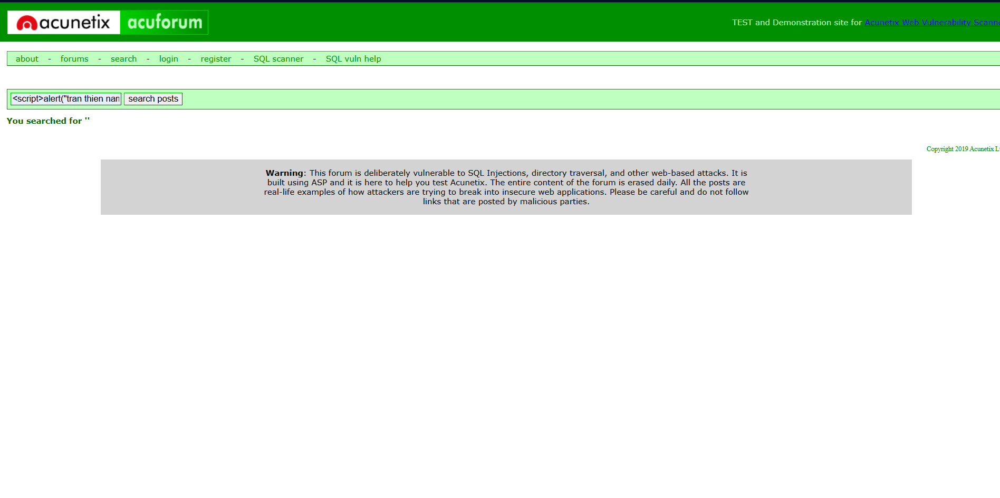 acunetix acuforum
TEST and Demonstration site for Acunetix Web Vulnerability Scanne
about - forums - search - login - register - SQL scanner - SQL vuln help
<script>alert("tran thien nan search posts
You searched for ''
Copyright 2019 Acunetix L
Warning: This forum is deliberately vulnerable to SQL Injections, directory traversal, and other web-based attacks. It is
built using ASP and it is here to help you test Acunetix. The entire content of the forum is erased daily. All the posts are
real-life examples of how attackers are trying to break into insecure web applications. Please be careful and do not follow
links that are posted by malicious parties.